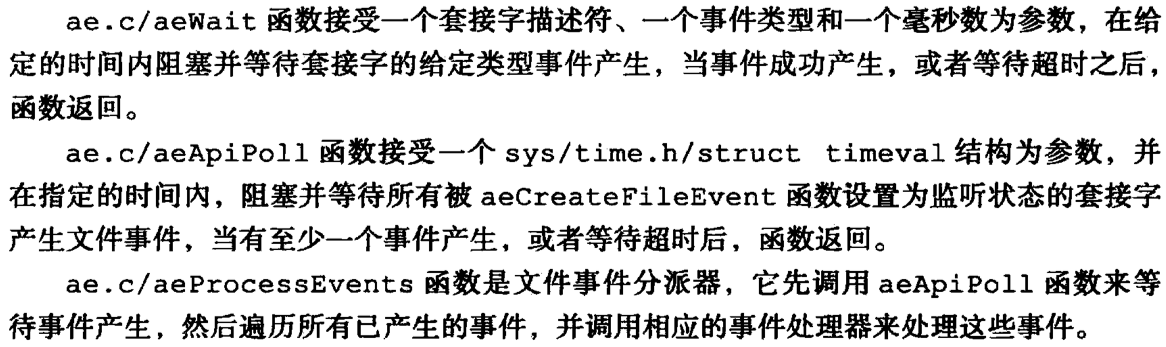 ae.c/aeWait 函数接受一个套接字描述符、一个事件类型和一个毫秒数为参数，在给
定的时间内阻塞并等待套接字的给定类型事件产生，当事件成功产生，或者等待超时之后，
函数返回。
ae.c/aeApiPoll 函数接受一个 sys/time.h/struct timeval 结构为参数，并
在指定的时间内，阻塞并等待所有被 aeCreateFileEvent 函数设置为监听状态的套接字
产生文件事件，当有至少一个事件产生，或者等待超时后，函数返回。
ae.c/aeProcessEvents 函数是文件事件分派器，它先调用 aeApiPoll 函数来等
待事件产生，然后遍历所有已产生的事件，并调用相应的事件处理器来处理这些事件。